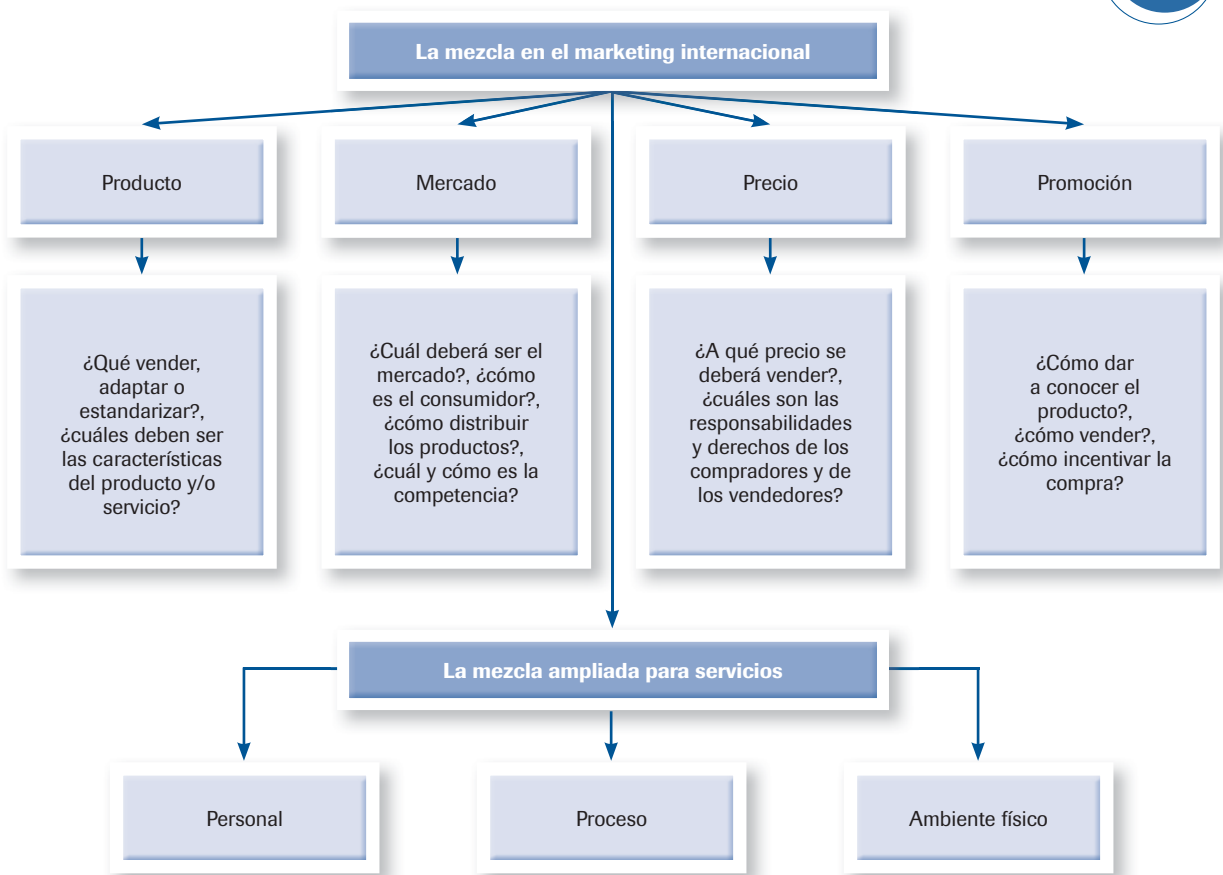 La mezcla en el marketing internacional
Producto
Mercado
Precio
Promoción
¿Qué vender,
adaptar o
estandarizar?,
¿cuáles deben ser
las características
del producto y/o
servicio?
¿Cuál deberá ser el
mercado?, ¿cómo
es el consumidor?,
¿cómo distribuir
los productos?,
¿cuál y cómo es la
competencia?
¿A qué precio se
deberá vender?,
¿cuáles son las
responsabilidades
y derechos de los
compradores y de
los vendedores?
¿Cómo dar
a conocer el
producto?,
¿cómo vender?,
¿cómo incentivar la
compra?
La mezcla ampliada para servicios
Personal
Proceso
Ambiente físico